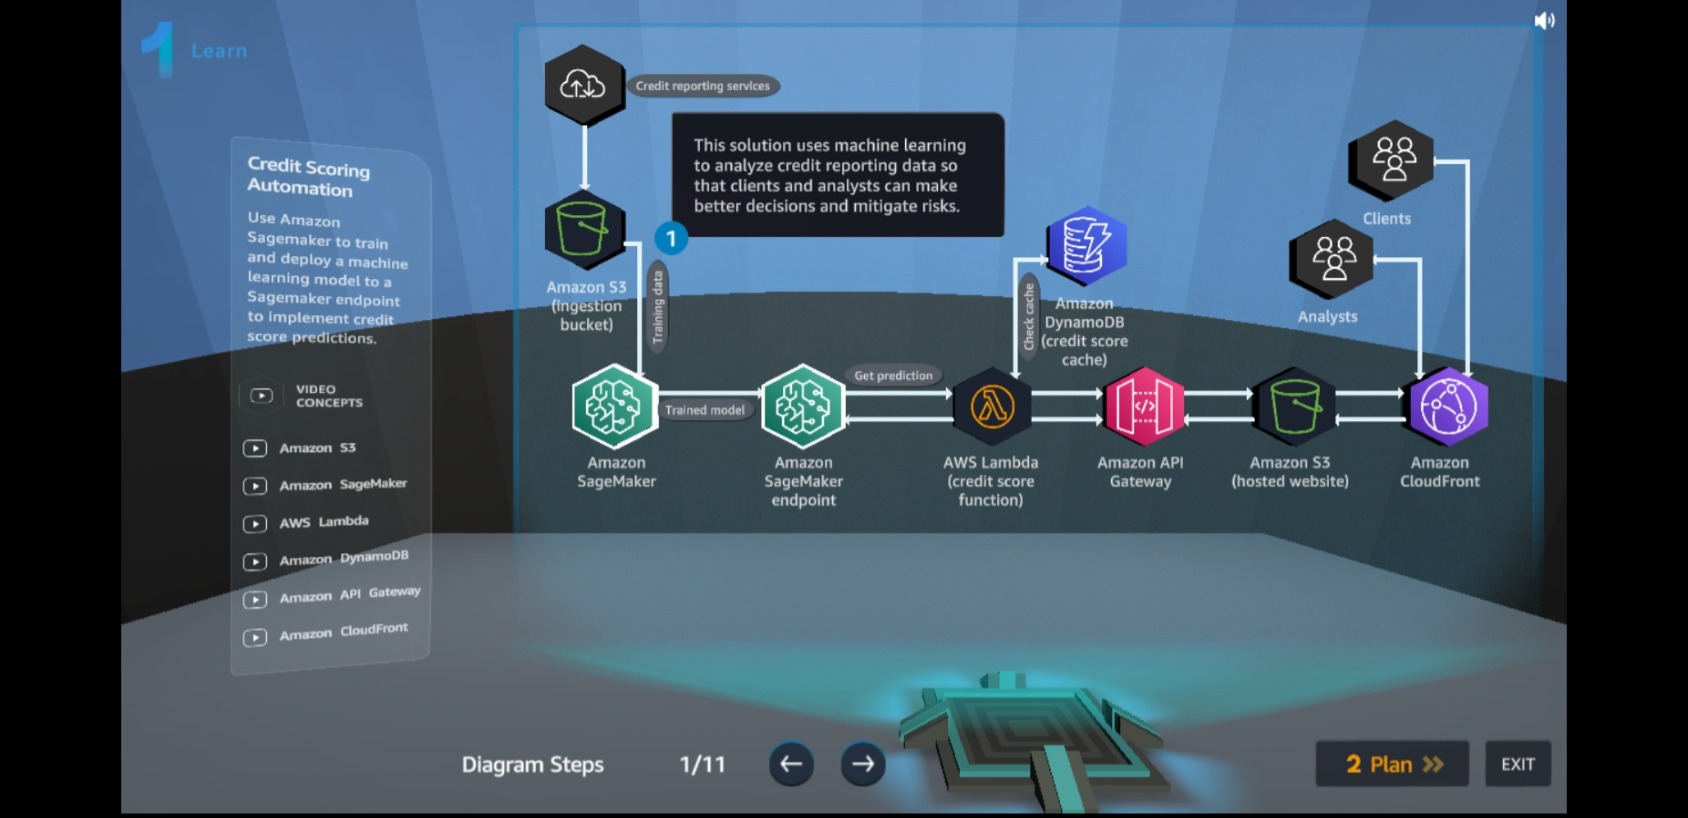 1 Learn
Credit Scoring
Automation
Use Amazon
Sagemaker to train
and deploy a machine
learning model to a
Sagemaker endpoint
to implement credit
score predictions.
VIDEO
CONCEPTS
Amazon S3
Amazon SageMaker
AWS Lambda
Amazon DynamoDB
Amazon API Gateway
Amazon CloudFront
Credit reporting services
This solution uses machine learning
to analyze credit reporting data so
that clients and analysts can make
better decisions and mitigate risks.
1
Amazon S3
(Ingestion
bucket)
Training data
Check cache
Amazon
DynamoDB
(credit score
cache)
Clients
Analysts
Get prediction
Trained model
Amazon
SageMaker
Amazon
SageMaker
endpoint
AWS Lambda
(credit score
function)
Amazon API
Gateway
Amazon S3
(hosted website)
Amazon
CloudFront
Diagram Steps 1/11
2 Plan
EXIT